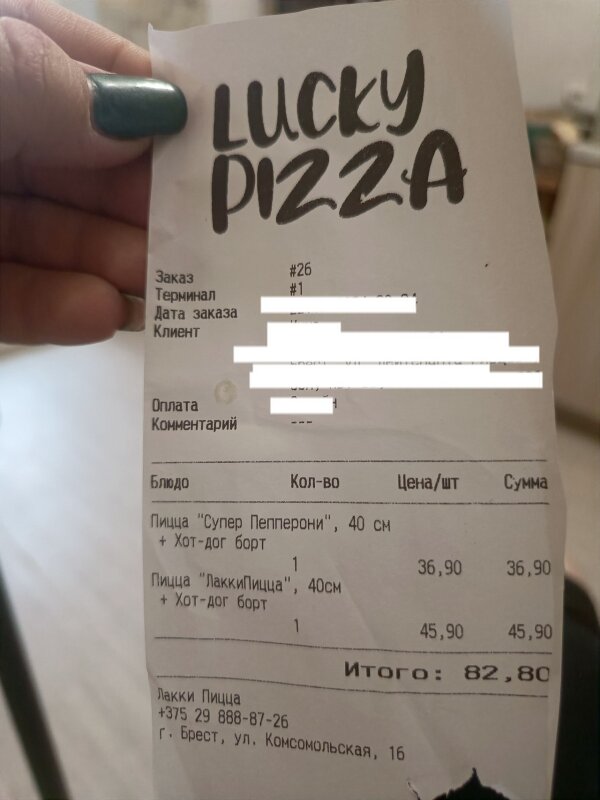 LUCKY
PIZZA
Заказ #26
Терминал #1
Дата заказа
Клиент
Оплата
Комментарий ---
Блюдо Кол-во Цена/шт Сумма
Пицца "Супер Пепперони", 40 см
+ Хот-дог борт
1 36,90 36,90
Пицца "ЛаккиПицца", 40см
+ Хот-дог борт
1 45,90 45,90
Итого: 82,80
Лакки Пицца
+375 29 888-87-26
г. Брест, ул. Комсомольская, 16